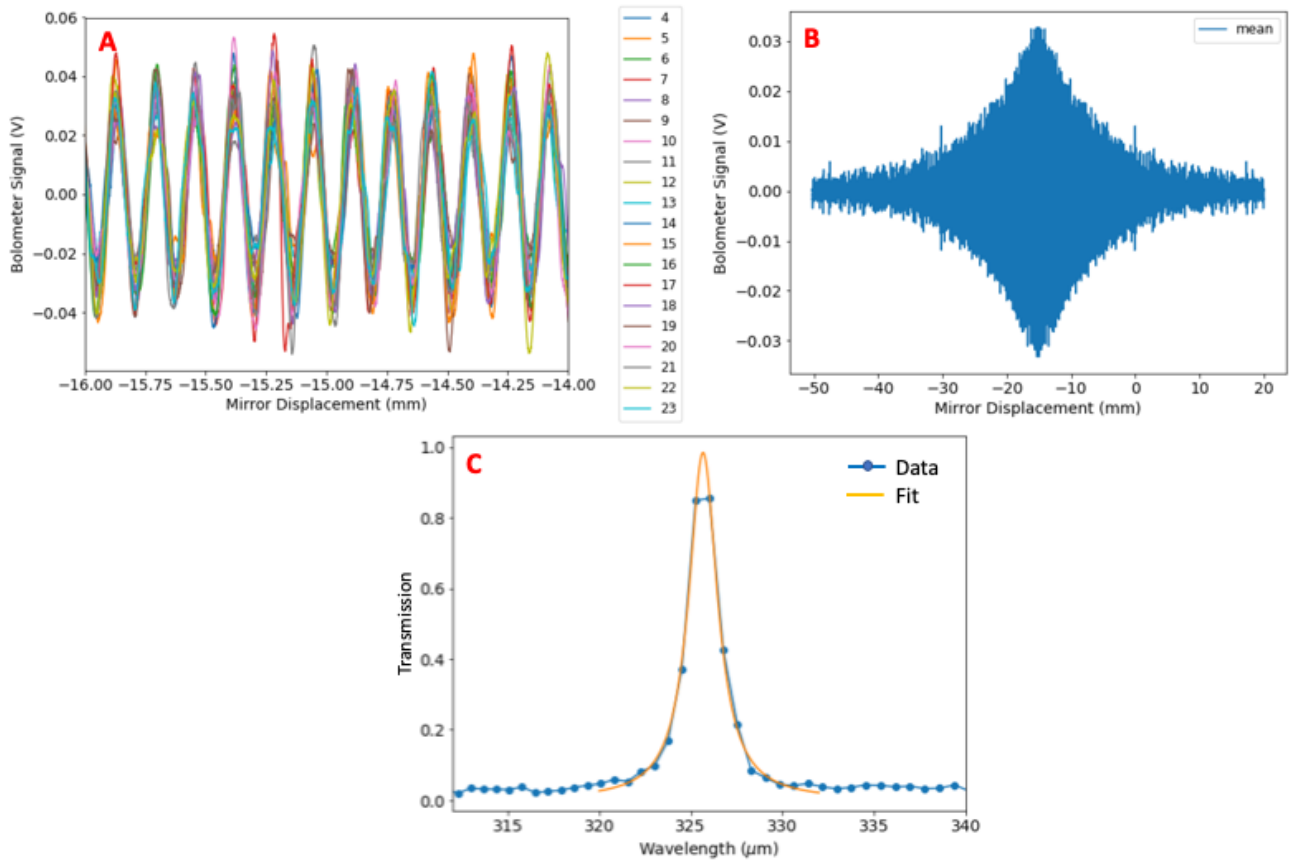 A
0.06
0.04
0.02
0.00
−0.02
−0.04
Bolometer Signal (V)
−16.00 −15.75 −15.50 −15.25 −15.00 −14.75 −14.50 −14.25 −14.00
Mirror Displacement (mm)
4
5
6
7
8
9
10
11
12
13
14
15
16
17
18
19
20
21
22
23
B
mean
0.03
0.02
0.01
0.00
−0.01
−0.02
−0.03
Bolometer Signal (V)
−50 −40 −30 −20 −10 0 10 20
Mirror Displacement (mm)
C
Data
Fit
1.0
0.8
0.6
0.4
0.2
0.0
Transmission
315 320 325 330 335 340
Wavelength (μm)